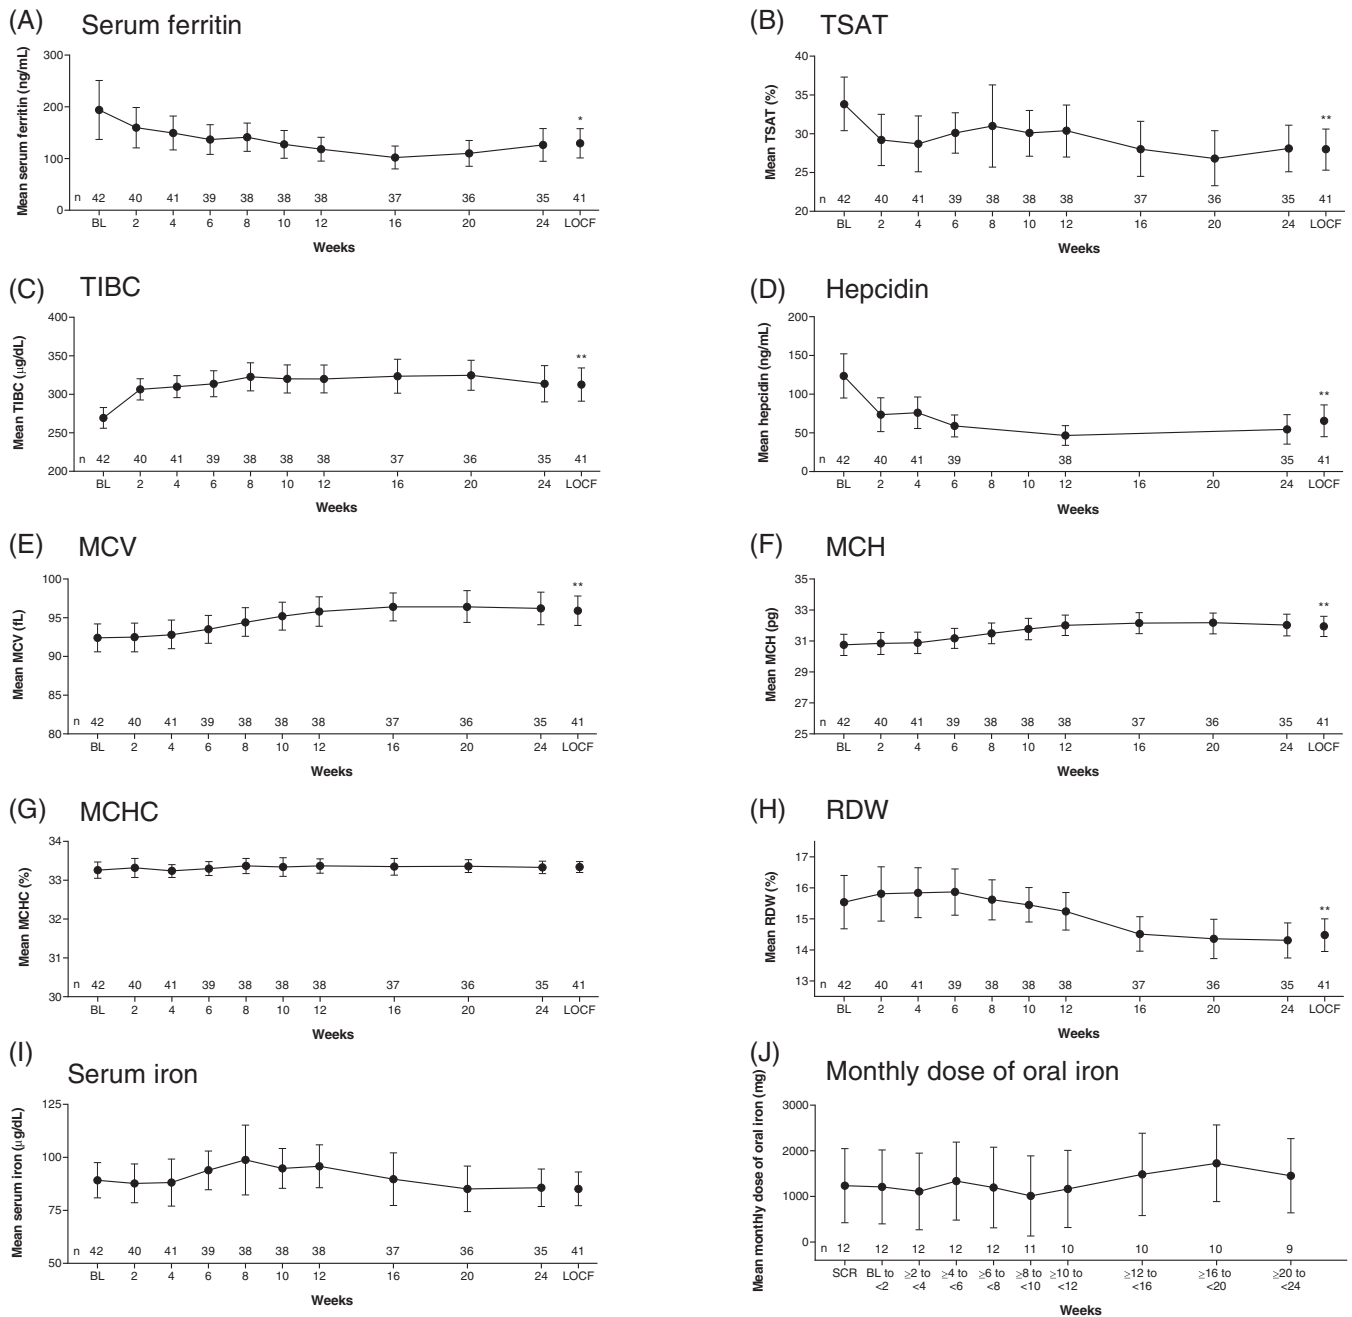 (A) Serum ferritin
Mean serum ferritin (ng/mL)
300
200
100
0
n 42 40 41 39 38 38 38 37 36 35 41
*
BL 2 4 6 8 10 12 16 20 24 LOCF
Weeks
(B) TSAT
Mean TSAT (%)
40
35
30
25
20
n 42 40 41 39 38 38 38 37 36 35 41
**
BL 2 4 6 8 10 12 16 20 24 LOCF
Weeks
(C) TIBC
Mean TIBC (μg/dL)
400
350
300
250
200
n 42 40 41 39 38 38 38 37 36 35 41
**
BL 2 4 6 8 10 12 16 20 24 LOCF
Weeks
(D) Hepcidin
Mean hepcidin (ng/mL)
200
150
100
50
0
n 42 40 41 39 38 35 41
**
BL 2 4 6 8 10 12 16 20 24 LOCF
Weeks
(E) MCV
Mean MCV (fL)
100
95
90
85
80
n 42 40 41 39 38 38 38 37 36 35 41
**
BL 2 4 6 8 10 12 16 20 24 LOCF
Weeks
(F) MCH
Mean MCH (pg)
35
33
31
29
27
25
n 42 40 41 39 38 38 38 37 36 35 41
**
BL 2 4 6 8 10 12 16 20 24 LOCF
Weeks
(G) MCHC
Mean MCHC (%)
34
33
32
31
30
n 42 40 41 39 38 38 38 37 36 35 41
BL 2 4 6 8 10 12 16 20 24 LOCF
Weeks
(H) RDW
Mean RDW (%)
17
16
15
14
13
n 42 40 41 39 38 38 38 37 36 35 41
**
BL 2 4 6 8 10 12 16 20 24 LOCF
Weeks
(I) Serum iron
Mean serum iron (μg/dL)
125
100
75
50
n 42 40 41 39 38 38 38 37 36 35 41
BL 2 4 6 8 10 12 16 20 24 LOCF
Weeks
(J) Monthly dose of oral iron
Mean monthly dose of oral iron (mg)
3000
2000
1000
0
n 12 12 12 12 12 11 10 10 10 9
SCR BL to ≥2 to ≥4 to ≥6 to ≥8 to ≥10 to ≥12 to ≥16 to ≥20 to
<2 <4 <6 <8 <10 <12 <16 <20 <24
Weeks